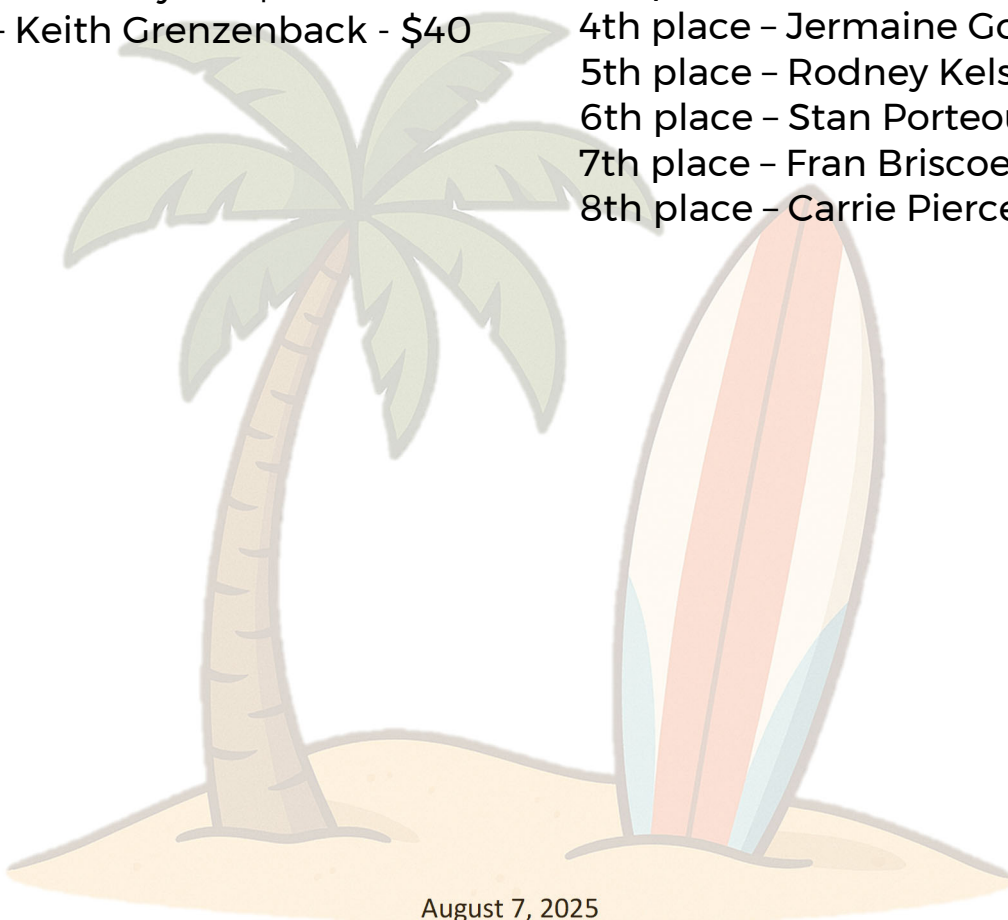 - Keith Grenzenback - $40
4th place – Jermaine
5th place – Rodney
6th place – Stan
7th place – Fran Briscoe
8th place – Carrie Pierce
August 7, 2025